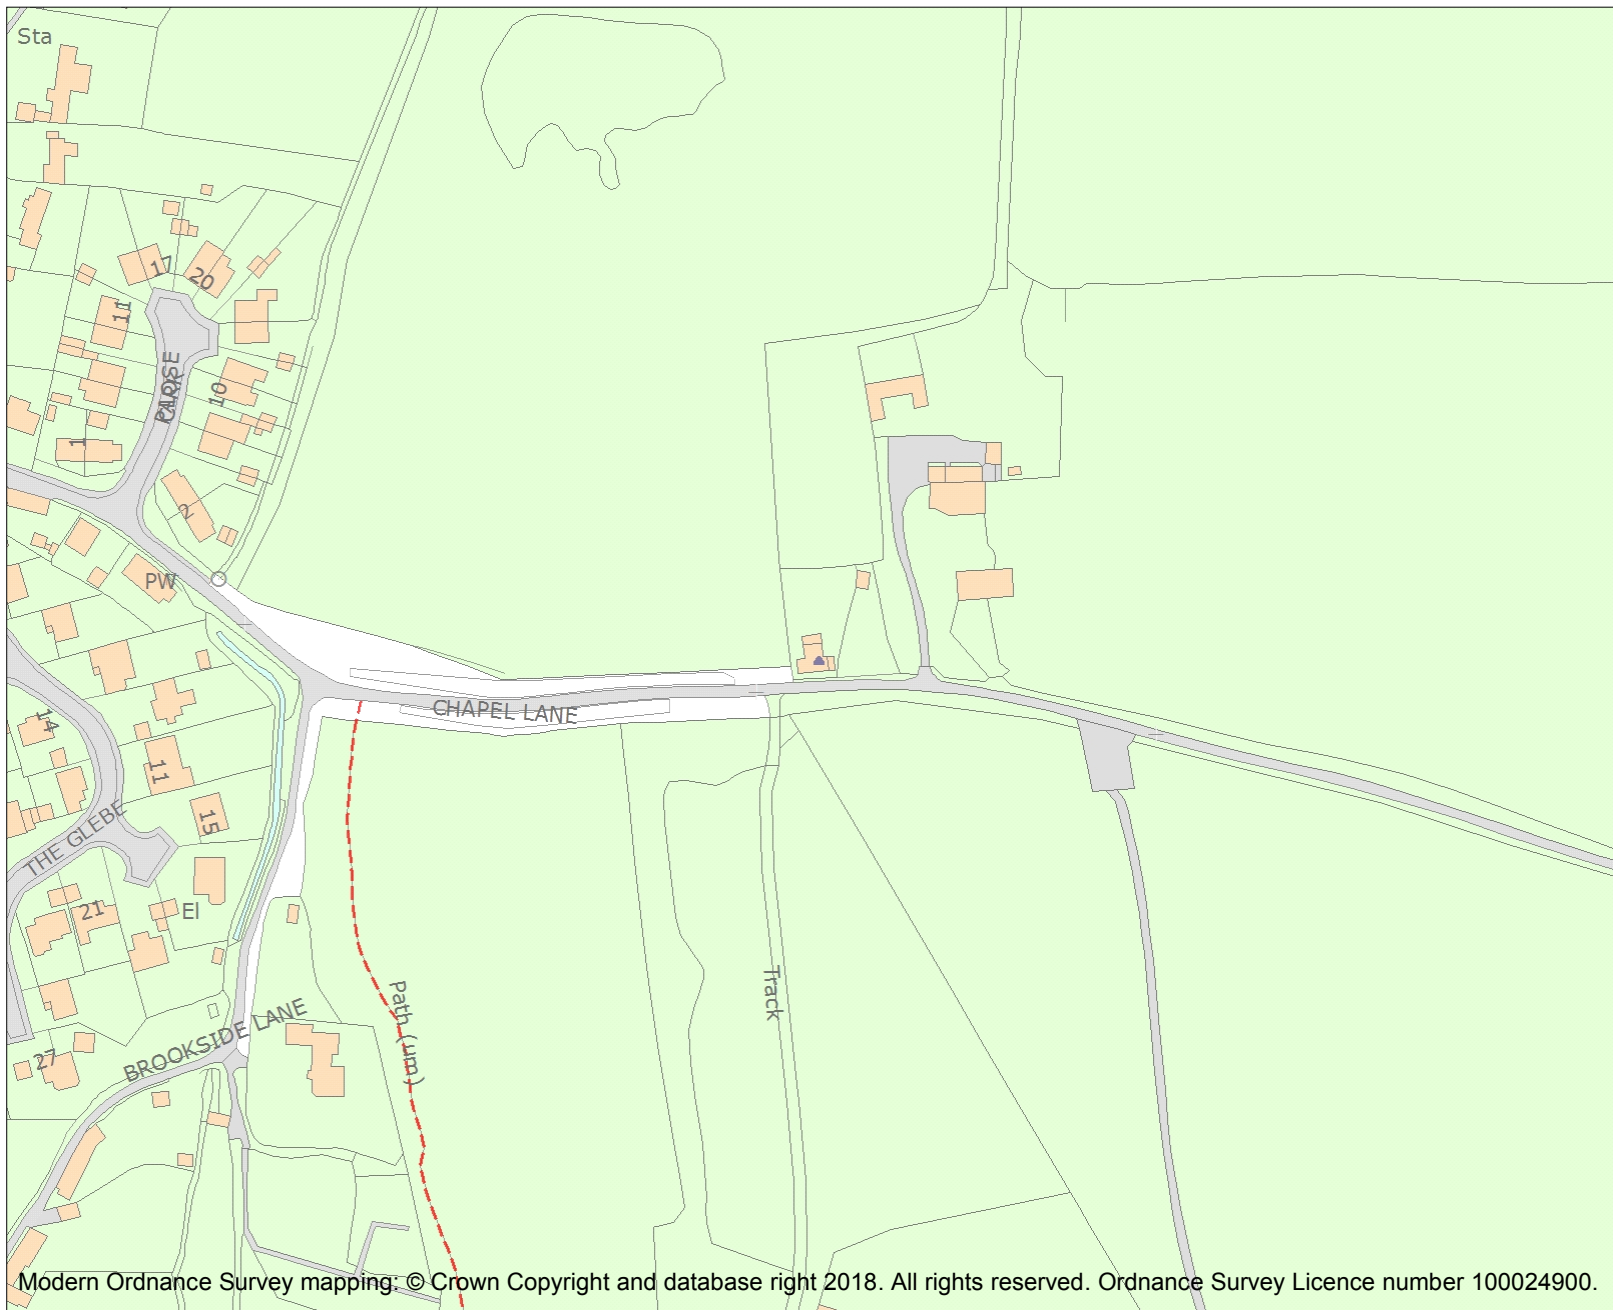 Sta
17
20
11
PARK
CLOSE
10
1
2
PW
CHAPEL LANE
14
11
15
THE GLEBE
21
El
Track
Path (um)
BROOKSIDE LANE
27
Modern Ordnance Survey mapping: © Crown Copyright and database right 2018. All rights reserved. Ordnance Survey Licence number 100024900.